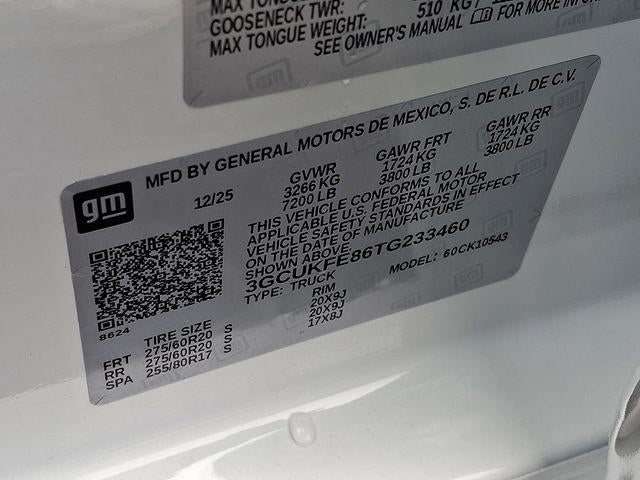 MAX TONGUE
GOOSENECK TWR:
MAX TONGUE WEIGHT:
510 KG
SEE OWNER'S MANUAL FOR MORE
MFD BY GENERAL MOTORS DE MEXICO, S. DE R.L. DE C.V.
gm
12/25
GVWR GAWR FRT GAWR RR
3266 KG 1724 KG 1724 KG
7200 LB 3800 LB 3800 LB
THIS VEHICLE CONFORMS TO ALL
APPLICABLE U.S. FEDERAL MOTOR
VEHICLE SAFETY STANDARDS IN EFFECT
ON THE DATE OF MANUFACTURE
SHOWN ABOVE.
3GCUKFE86TG233460
TYPE: TRUCK MODEL: 60CK10543
8624
TIRE SIZE RIM
FRT 275/60R20 S 20X9J
RR 275/60R20 S 20X9J
SPA 255/80R17 S 17X8J